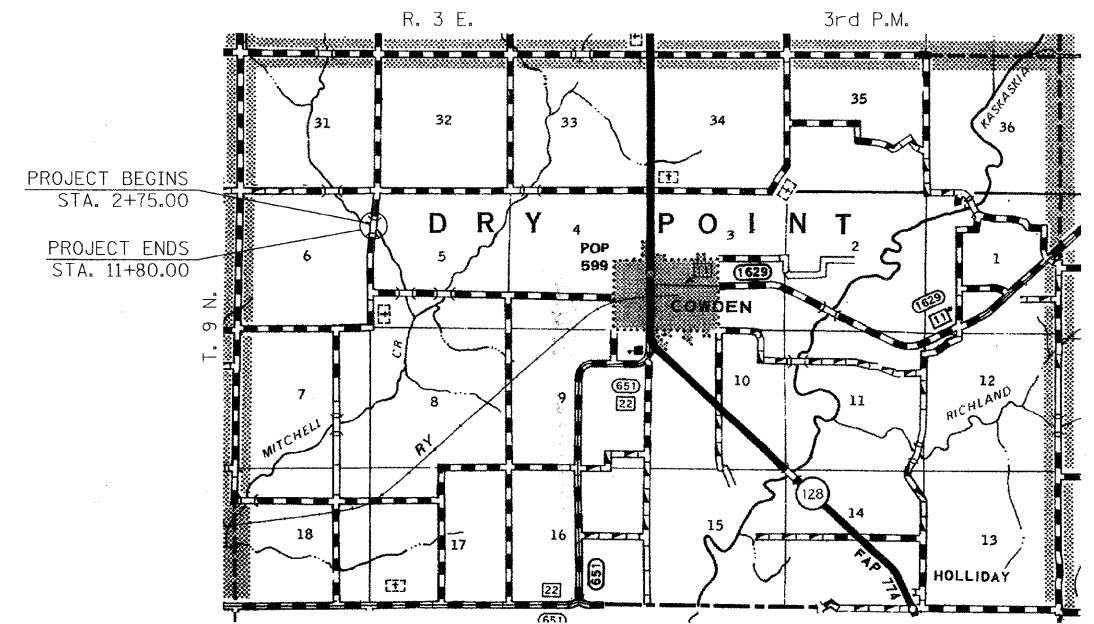 R. 3 E. 3rd P.M.
35
KASKASKIA
31 32 33 34 36
PROJECT BEGINS
STA. 2+75.00
DRY POINT
PROJECT ENDS
STA. 11+80.00
6 5 4 3 2 1
POP
599
1629
COWDEN
1629
11
T. 9 N.
CR
651
22
7 8 9 10 11 12
RICHLAND
MITCHELL
RY.
128
18 17 16 15 14 13
FAP 774
HOLLIDAY
651
22
651